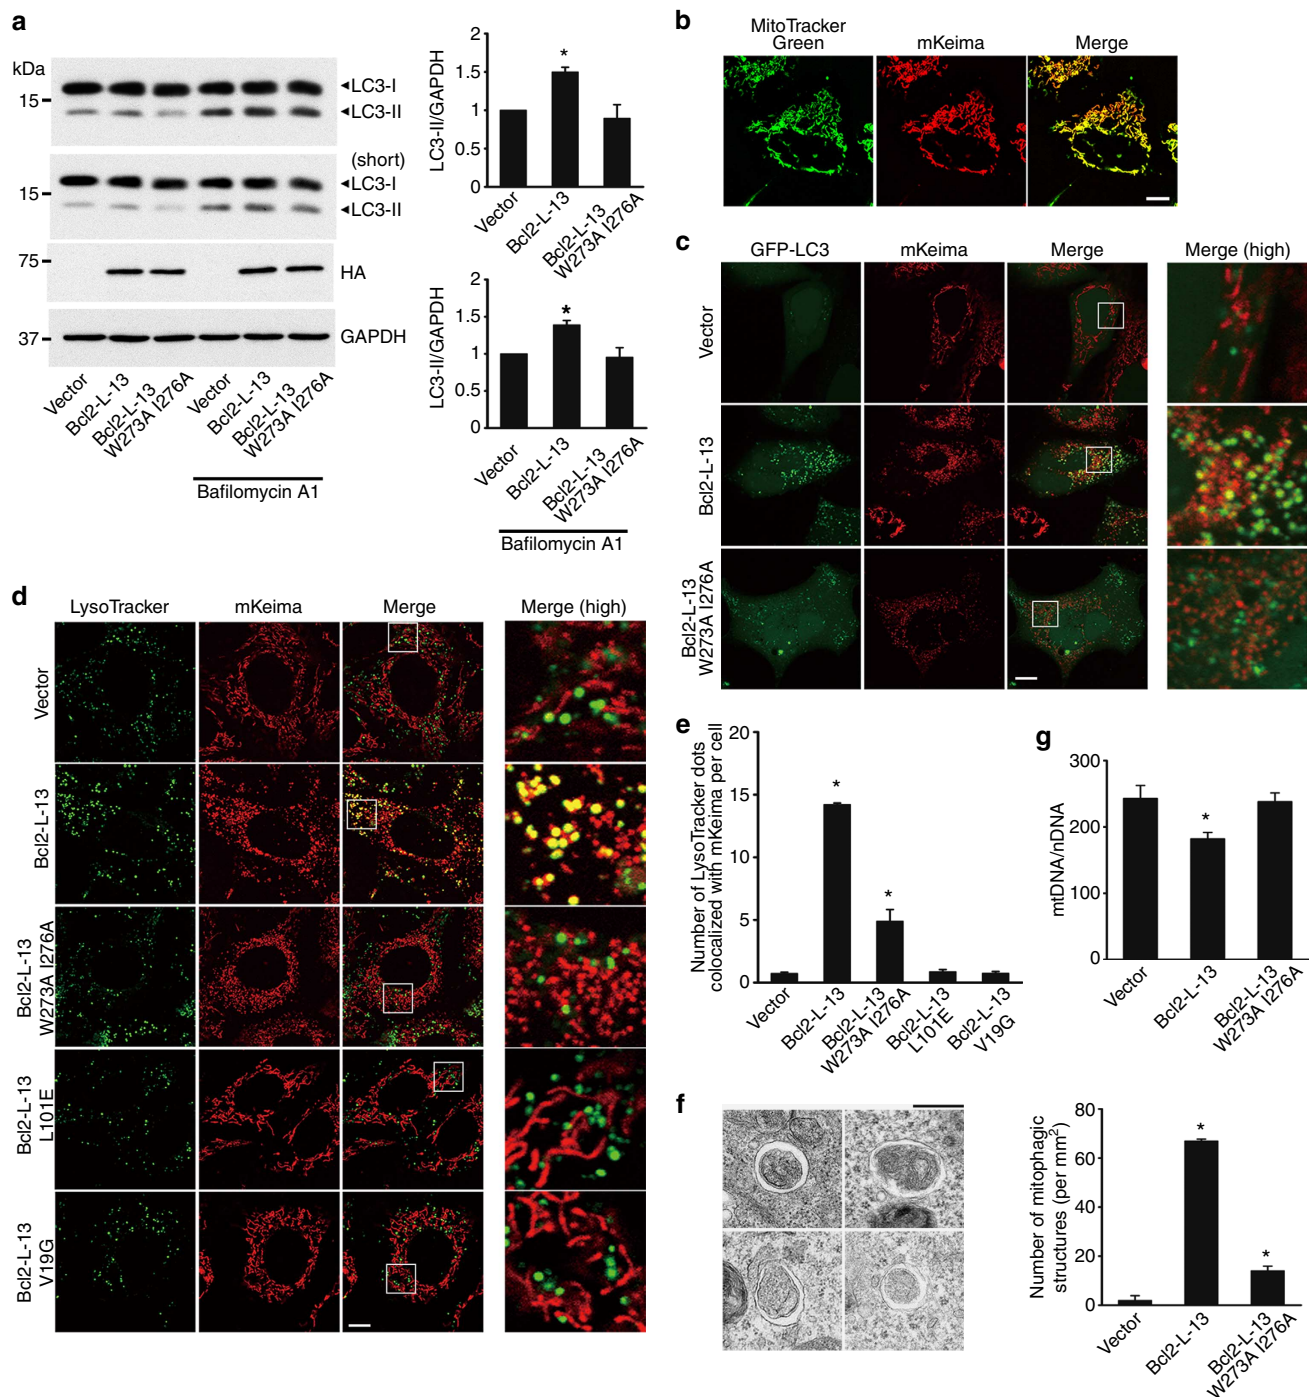 a
kDa
15
LC3-I
LC3-II
(short)
15
LC3-I
LC3-II
75
HA
37
GAPDH
Vector
Bcl2-L-13
Bcl2-L-13
W273A I276A
Vector
Bcl2-L-13
Bcl2-L-13
W273A I276A
Bafilomycin A1
LC3-II/GAPDH
2
1.5
1
0.5
0
*
Vector
Bcl2-L-13
Bcl2-L-13
W273A I276A
LC3-II/GAPDH
2
1.5
1
0.5
0
*
Vector
Bcl2-L-13
Bcl2-L-13
W273A I276A
Bafilomycin A1
b
MitoTracker
Green
mKeima
Merge
c
GFP-LC3
mKeima
Merge
Merge (high)
Vector
Bcl2-L-13
Bcl2-L-13
W273A I276A
d
LysoTracker
mKeima
Merge
Merge (high)
Vector
Bcl2-L-13
Bcl2-L-13
W273A I276A
Bcl2-L-13
L101E
Bcl2-L-13
V19G
e
Number of LysoTracker dots
colocalized with mKeima per cell
20
15
10
5
0
*
*
Vector
Bcl2-L-13
Bcl2-L-13
W273A I276A
Bcl2-L-13
L101E
Bcl2-L-13
V19G
g
mtDNA/nDNA
300
200
100
0
*
Vector
Bcl2-L-13
Bcl2-L-13
W273A I276A
f
Number of mitophagic
structures (per mm²)
80
60
40
20
0
*
*
Vector
Bcl2-L-13
Bcl2-L-13
W273A I276A